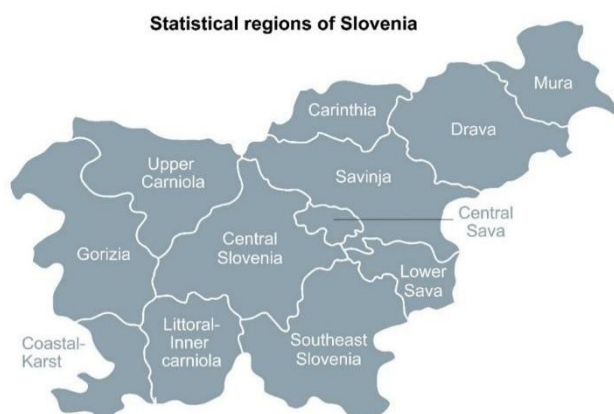 Statistical regions of Slovenia
Mura
Carinthia
Drava
Upper
Carniola
Savinja
Central
Sava
Central
Slovenia
Gorizia
Lower
Sava
Littoral-
Inner
carniola
Southeast
Slovenia
Coastal-
Karst